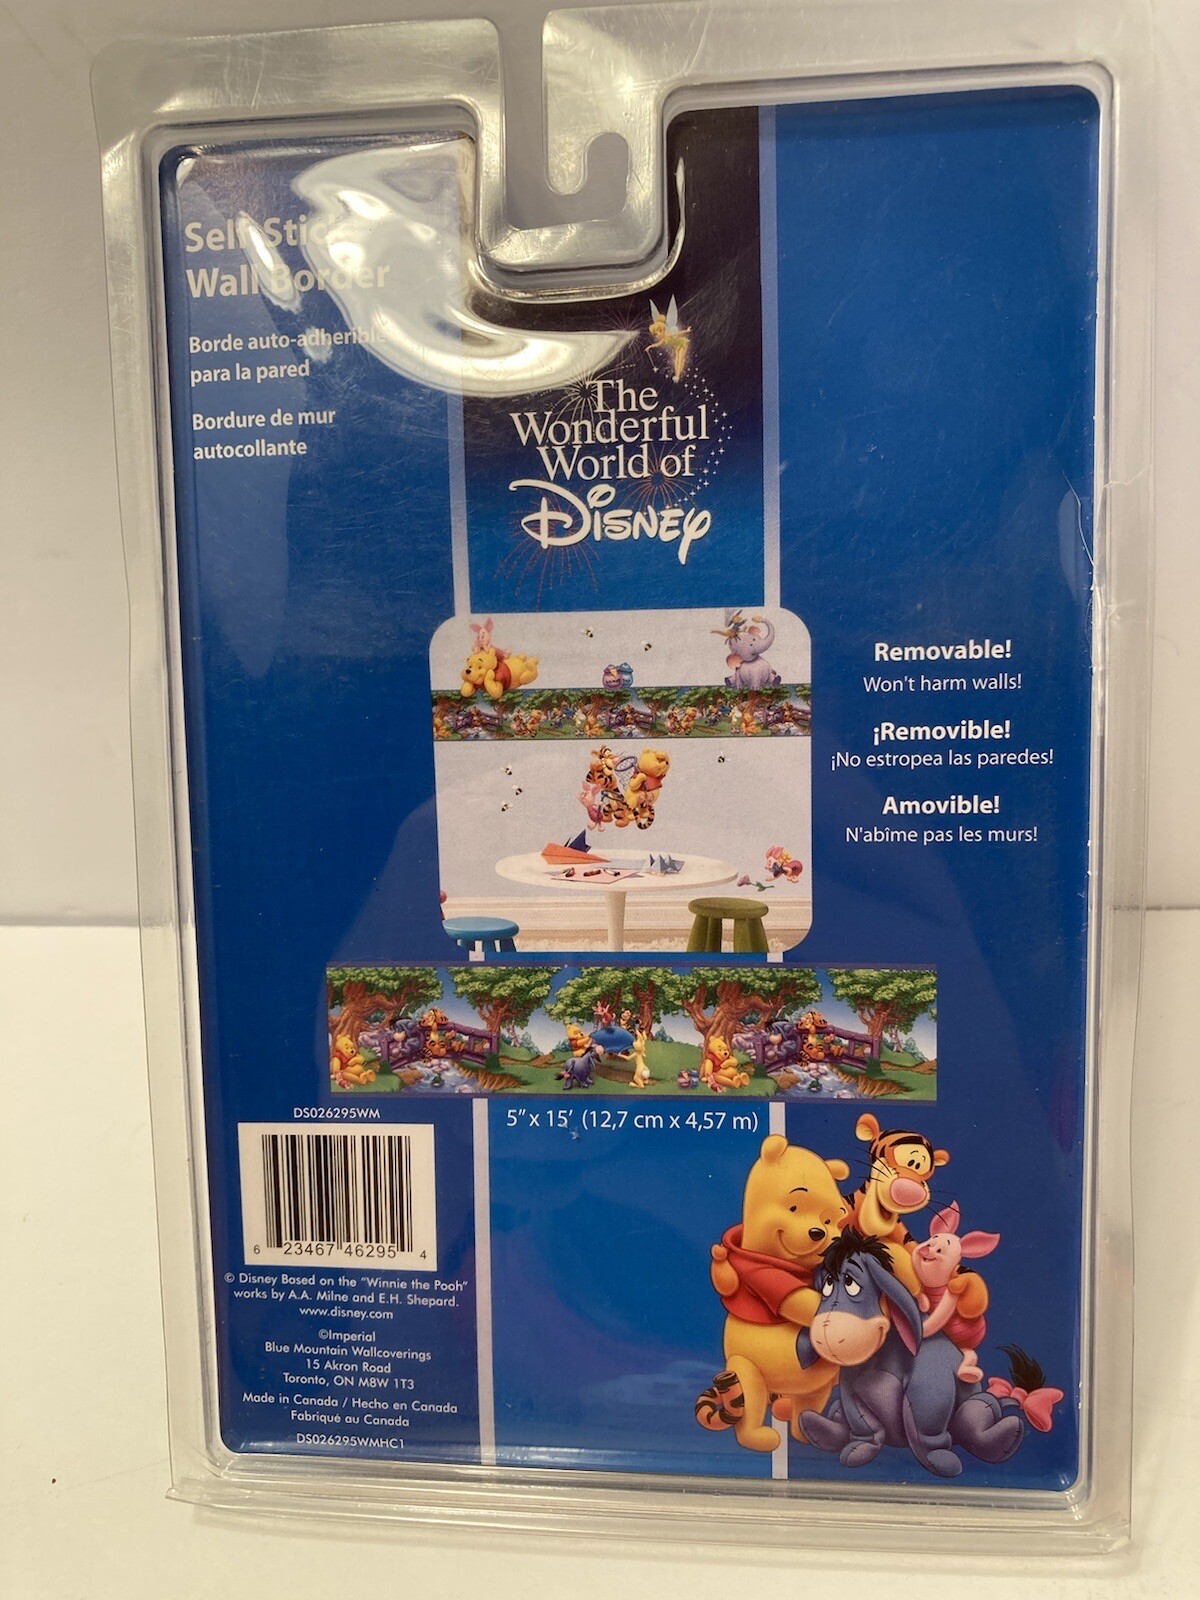 Self-Stick
Wall Border
Borde auto-adherible
para la pared
Bordure de mur
autocollante
The
Wonderful
World of
Disney
Removable!
Won't harm walls!
¡Removible!
¡No estropea las paredes!
Amovible!
N'abîme pas les murs!
5" x 15' (12,7 cm x 4,57 m)
DS026295WM
6 23467 46295 4
© Disney Based on the "Winnie the Pooh"
works by A.A. Milne and E.H. Shepard.
www.disney.com
©Imperial
Blue Mountain Wallcoverings
15 Akron Road
Toronto, ON M8W 1T3
Made in Canada / Hecho en Canada
Fabriqué au Canada
DS026295WMHC1